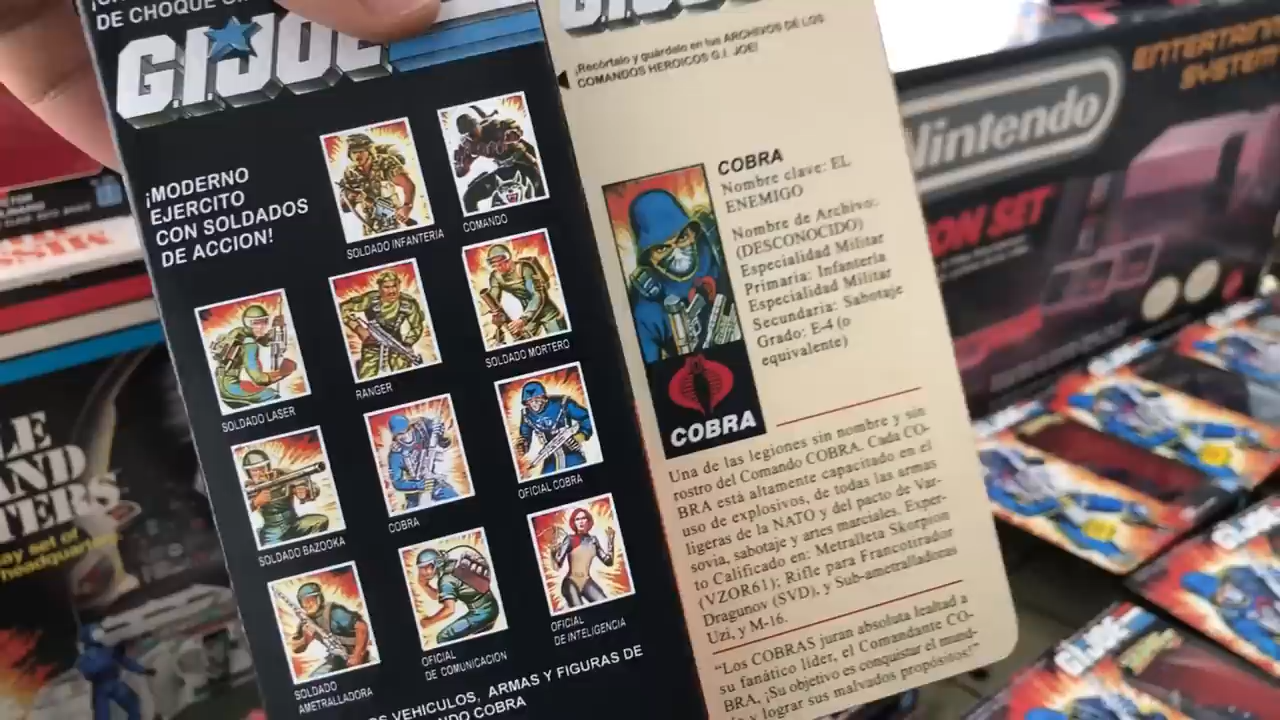 DE CHOQUE
G.I.JOE
¡MODERNO
EJERCITO
CON SOLDADOS
DE ACCION!
SOLDADO INFANTERIA
COMANDO
SOLDADO LASER
RANGER
SOLDADO MORTERO
SOLDADO BAZOOKA
COBRA
OFICIAL COBRA
SOLDADO
AMETRALLADORA
OFICIAL
DE COMUNICACION
OFICIAL
DE INTELIGENCIA
VEHICULOS, ARMAS Y FIGURAS DE
COBRA
¡Recórtelo y guárdelo en tus ARCHIVOS DE LOS
COMANDOS HEROICOS G.I. JOE!
COBRA
Nombre clave: EL
ENEMIGO
Nombre de Archivo:
(DESCONOCIDO)
Especialidad Militar
Primaria: Infantería
Especialidad Militar
Secundaria: Sabotaje
Grado: E-4 (o
equivalente)
COBRA
Una de las legiones sin nombre y sin
rostro del Comando COBRA. Cada CO-
BRA está altamente capacitado en el
uso de explosivos, de todas las armas
ligeras de la NATO y del pacto de Var-
sovia, sabotaje y artes marciales. Exper-
to Calificado en: Metralleta Skorpion
(VZOR61); Rifle para Francotirador
Dragunov (SVD), y Sub-ametralladoras
Uzi, y M-16.
"Los COBRAS juran absoluta lealtad a
su fanático líder, el Comandante CO-
BRA. ¡Su objetivo es conquistar el mund-
y lograr sus malvados propósitos!"
Nintendo
ENTERTAIN
SYSTEM
ON SET
G.I.JOE